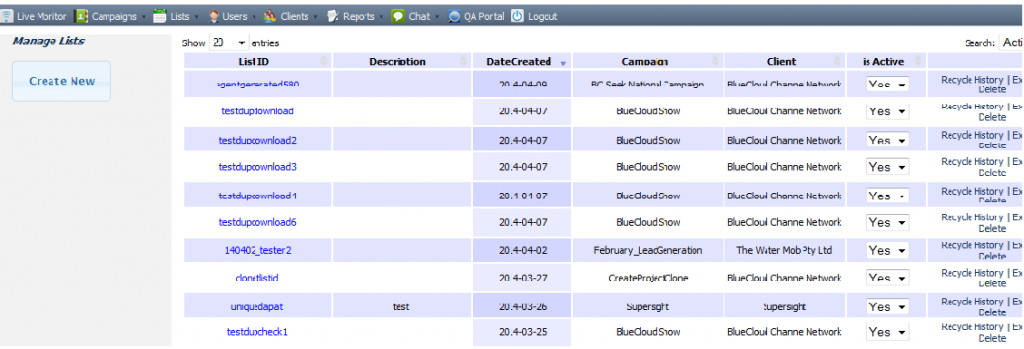 Live Monitor Campaigns Lists Users Clients Reports Chat QA Portal Logout
Manage Lists
Create New
Show 20 entries Search: Acti
List ID Description DateCreated Campaign Client is Active
agentgenerated580 2014-04-09 BC Seek National Campaign BlueCloud Channel Network Yes Recycle History | Ex
Delete
testdupdownload 2014-04-07 BlueCloudShow BlueCloud Channel Network Yes Recycle History | Ex
Delete
testdupdownload2 2014-04-07 BlueCloudShow BlueCloud Channel Network Yes Recycle History | Ex
Delete
testdupdownload3 2014-04-07 BlueCloudShow BlueCloud Channel Network Yes Recycle History | Ex
Delete
testdupdownload4 2014-04-07 BlueCloudShow BlueCloud Channel Network Yes Recycle History | Ex
Delete
testdupdownload6 2014-04-07 BlueCloudShow BlueCloud Channel Network Yes Recycle History | Ex
Delete
140402_tester2 2014-04-02 February_LeadGeneration The Water Mob Pty Ltd Yes Recycle History | Ex
Delete
2014-03-27 CreateProjectClone BlueCloud Channel Network Yes Recycle History | Ex
Delete
test 2014-03-26 Supersight Supersight Yes Recycle History | Ex
Delete
testdupcheck1 2014-03-25 BlueCloudShow BlueCloud Channel Network Yes Recycle History | Ex
Delete